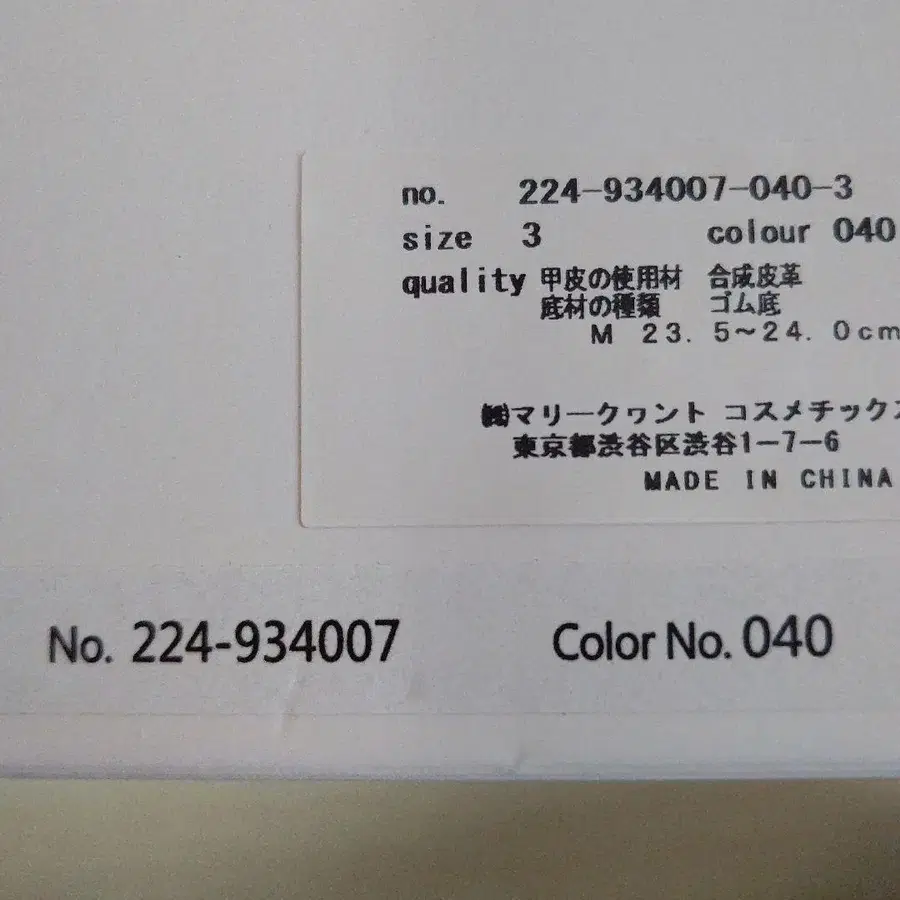 no. 224-934007-040-3
size 3 colour 040
quality 甲皮の使用材 合成皮革
底材の種類 ゴム底
M 23.5~24.0cm
㈱マリークヮント コスメチックス
東京都渋谷区渋谷1-7-6
MADE IN CHINA
No. 224-934007 Color No. 040